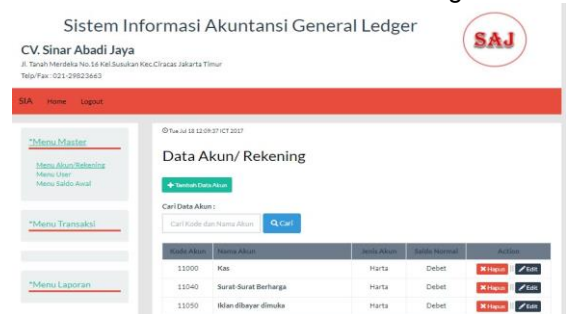 Sistem Informasi Akuntansi General Ledger
SAJ
CV. Sinar Abadi Jaya
Jl. Tanah Merdeka No.16 Kel.Susukan Kec.Ciracas Jakarta Timur
Telp/Fax : 021-29823663
SIA Home Logout
Tue Jul 18 12:09:37 ICT 2017
*Menu Master
Menu Akun/Rekening
Menu User
Menu Saldo Awal
*Menu Transaksi
*Menu Laporan
Data Akun/ Rekening
Tambah Data Akun
Cari Data Akun :
Cari Kode dan Nama Akun Cari
Kode Akun Nama Akun Jenis Akun Saldo Normal Action
11000 Kas Harta Debet Hapus || Edit
11040 Surat-Surat Berharga Harta Debet Hapus || Edit
11050 Iklan dibayar dimuka Harta Debet Hapus || Edit